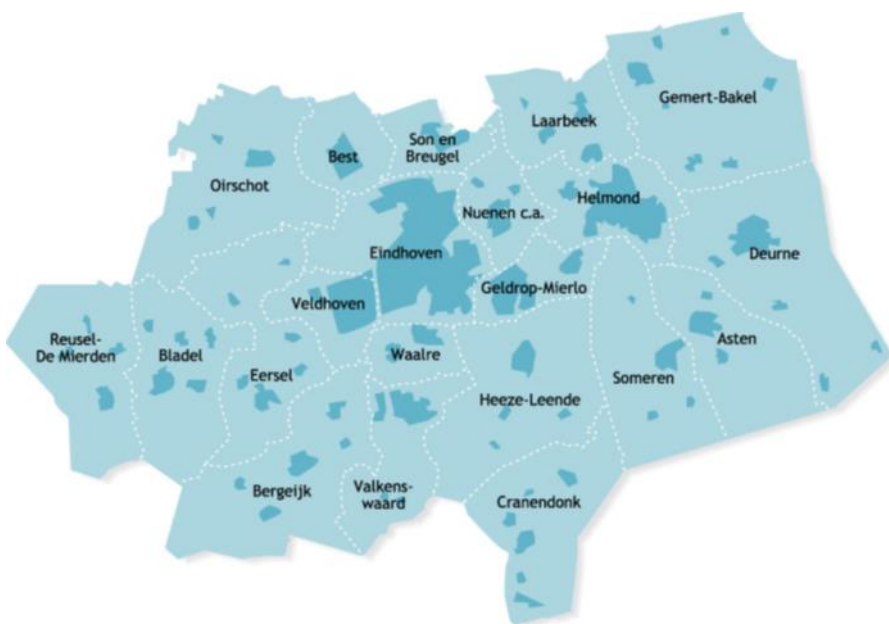 Gemert-Bakel
Laarbeek
Son en
Breugel
Best
Oirschot
Helmond
Nuenen c.a.
Eindhoven
Deurne
Geldrop-Mierlo
Veldhoven
Reusel-
De Mierden
Bladel
Waalre
Asten
Eersel
Someren
Heeze-Leende
Valkens-
waard
Bergeijk
Cranendonk